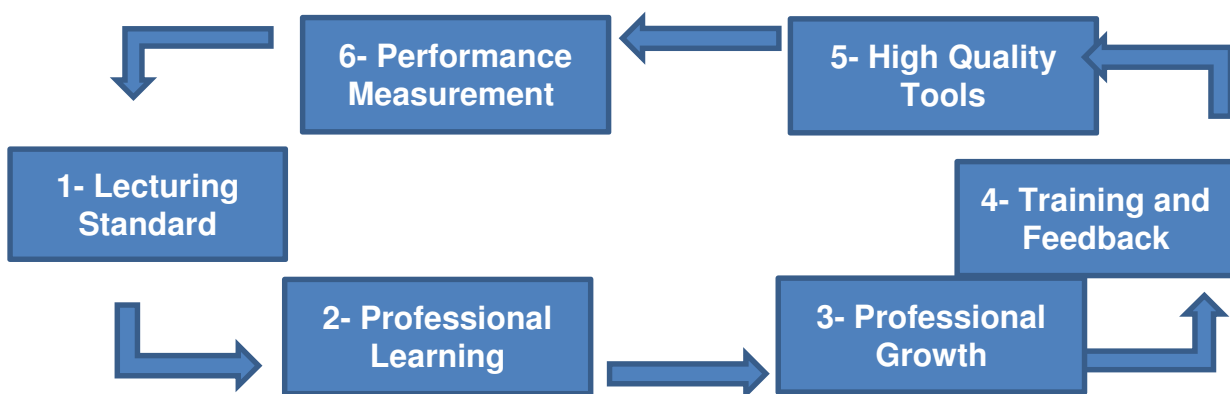 6- Performance
Measurement
5- High Quality
Tools
1- Lecturing
Standard
4- Training and
Feedback
2- Professional
Learning
3- Professional
Growth